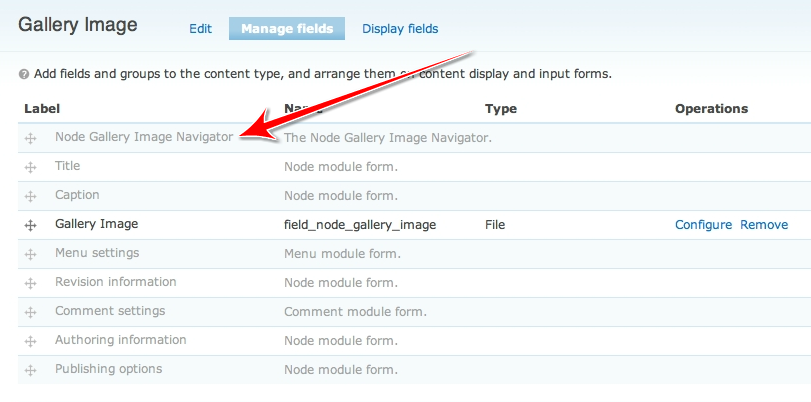 Gallery Image Edit Manage fields Display fields
Add fields and groups to the content type, and arrange them on content display and input forms.
Label Name Type Operations
Node Gallery Image Navigator The Node Gallery Image Navigator.
Title Node module form.
Caption Node module form.
Gallery Image field_node_gallery_image File Configure Remove
Menu settings Menu module form.
Revision information Node module form.
Comment settings Comment module form.
Authoring information Node module form.
Publishing options Node module form.